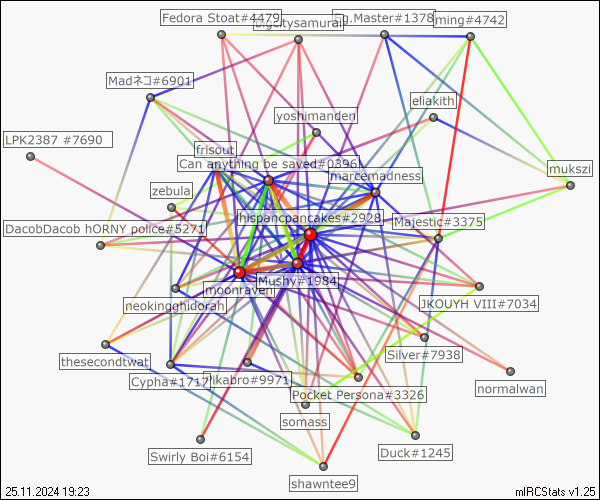 Fedora Stoat#4479
bigcitysamurai
Eg.Master#1378
ming#4742
Madネコ#6901
eliakith
yoshimanden
LPK2387 #7690
frisout
Can anything be saved#0396
marcemadness
mukszi
zebula
hispancpancakes#2928
Majestic#3375
DacobDacob hORNY police#5271
Mushy#1984
moonraven
neokingghidorah
JKOUYH VIII#7034
thesecondtwat
Silver#7938
Cypha#1717
Pikabro#9971
normalwan
Pocket Persona#3326
somass
Swirly Boi#6154
Duck#1245
shawntee9
25.11.2024 19:23
mIRCStats v1.25